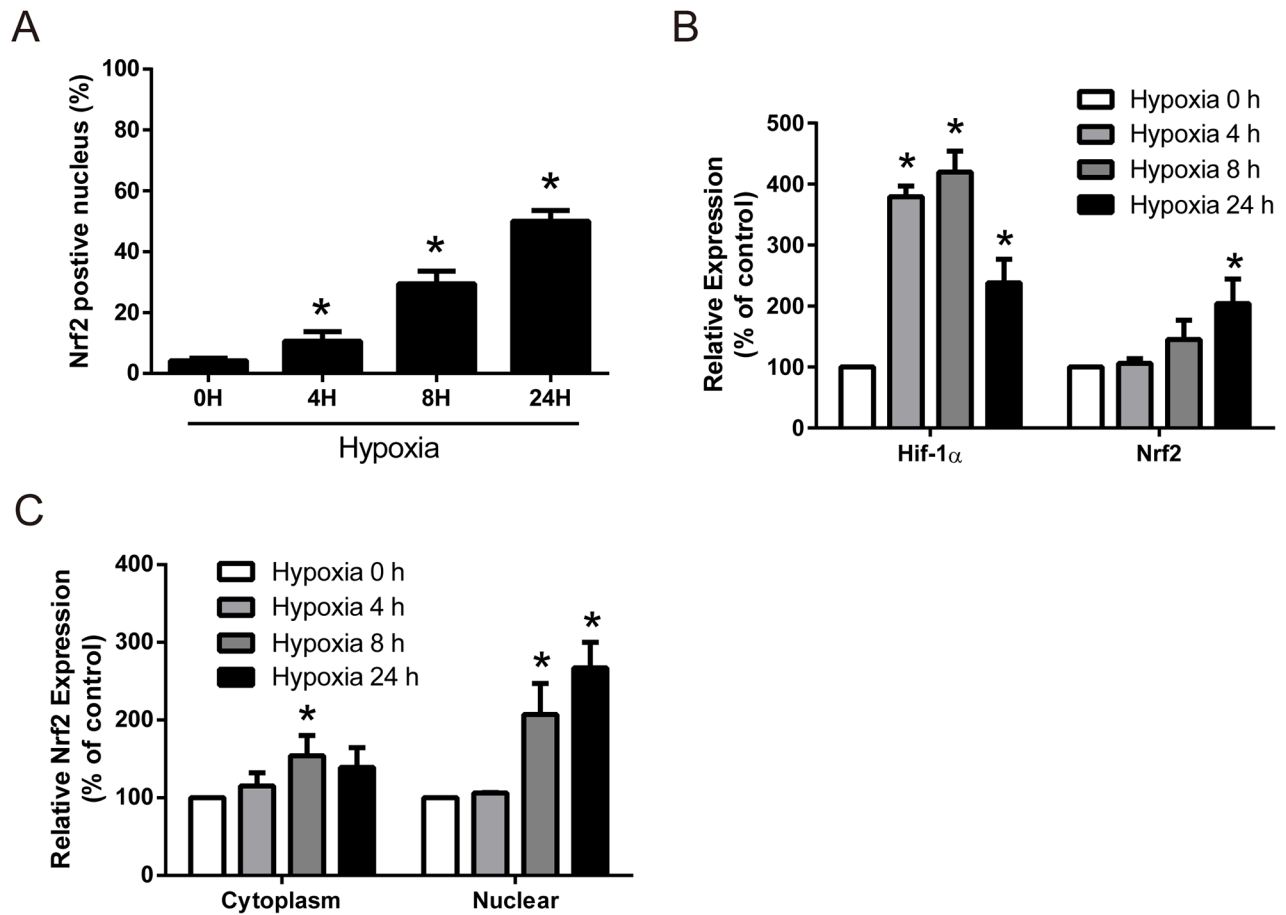 A
Nrf2 postive nucleus (%)
100
80
60
40
20
0
*
*
*
0H 4H 8H 24H
Hypoxia
B
Relative Expression
(% of control)
500
400
300
200
100
0
Hypoxia 0 h
Hypoxia 4 h
Hypoxia 8 h
Hypoxia 24 h
*
*
*
*
Hif-1α Nrf2
C
Relative Nrf2 Expression
(% of control)
400
300
200
100
0
Hypoxia 0 h
Hypoxia 4 h
Hypoxia 8 h
Hypoxia 24 h
*
*
*
Cytoplasm Nuclear